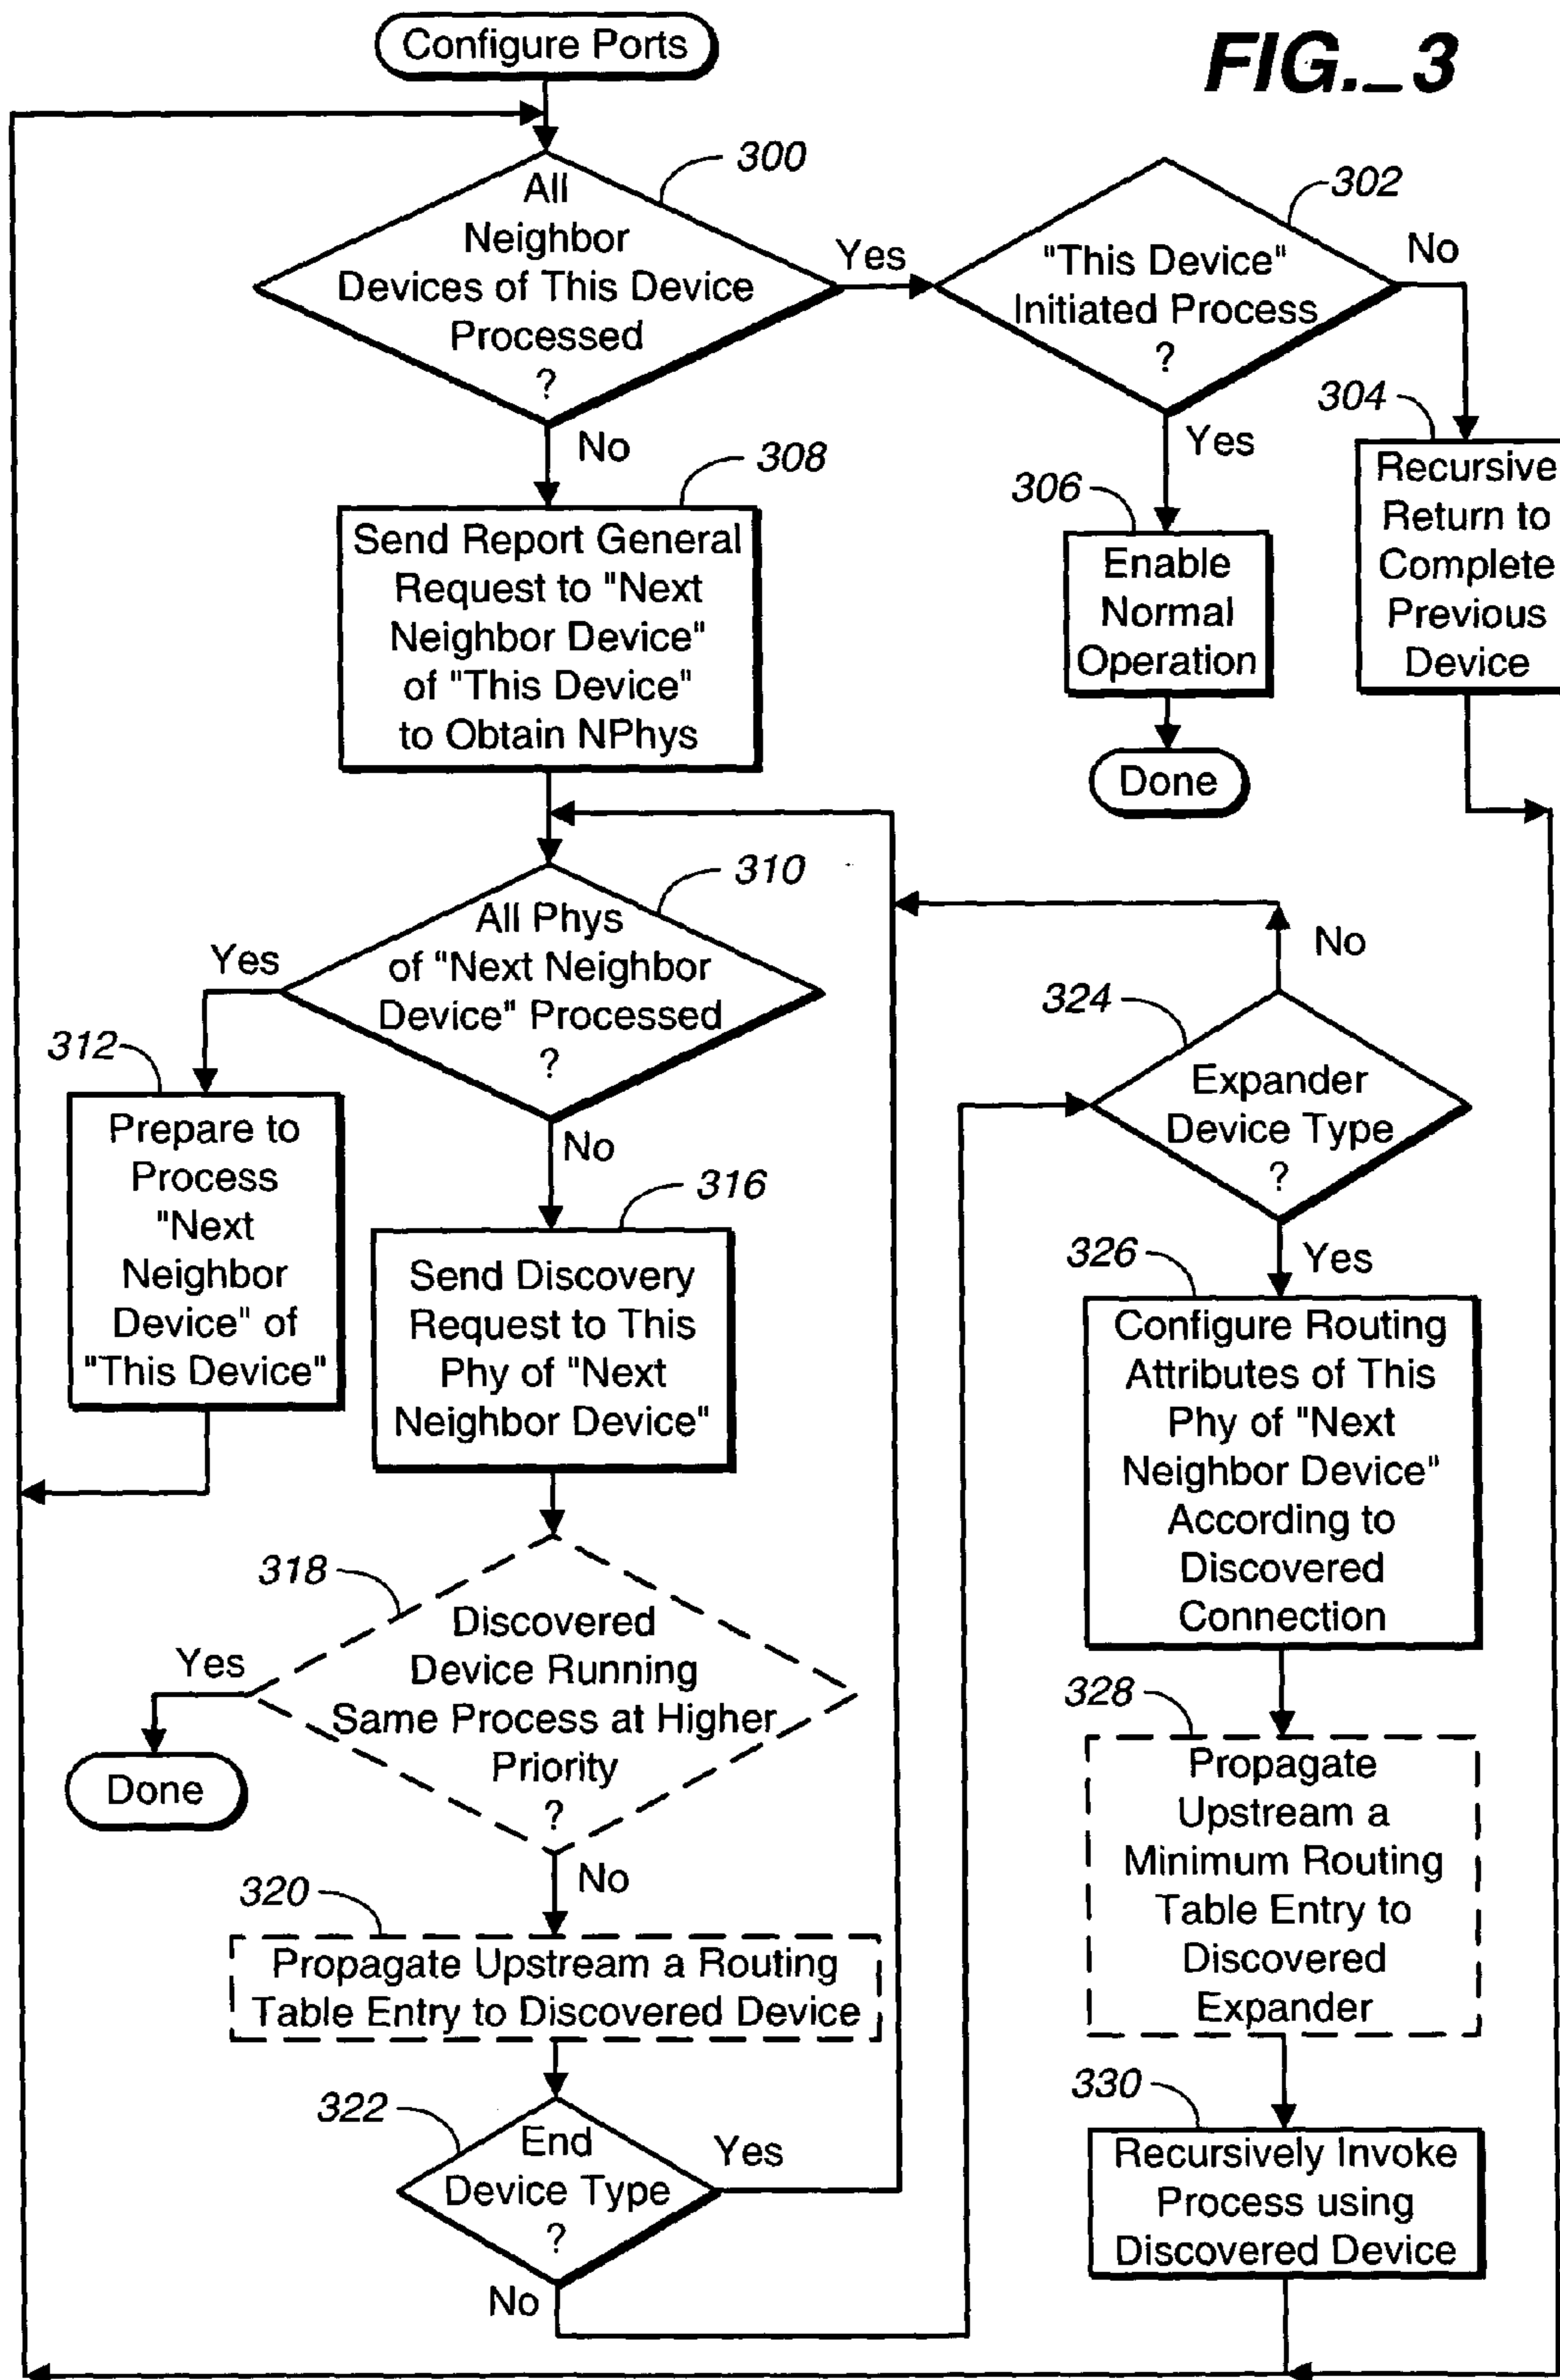 Configure Ports
FIG._3
300
All
Neighbor
Devices of This Device
Processed
?
Yes
No
302
"This Device"
Initiated Process
?
No
Yes
304
Recursive
Return to
Complete
Previous
Device
306
Enable
Normal
Operation
Done
308
Send Report General
Request to "Next
Neighbor Device"
of "This Device"
to Obtain NPhys
310
All Phys
of "Next Neighbor
Device" Processed
?
Yes
No
312
Prepare to
Process
"Next
Neighbor
Device" of
"This Device"
316
Send Discovery
Request to This
Phy of "Next
Neighbor Device"
318
Discovered
Device Running
Same Process at Higher
Priority
?
Yes
Done
No
320
Propagate Upstream a Routing
Table Entry to Discovered Device
322
End
Device Type
?
Yes
No
324
Expander
Device Type
?
No
Yes
326
Configure Routing
Attributes of This
Phy of "Next
Neighbor Device"
According to
Discovered
Connection
328
Propagate
Upstream a
Minimum Routing
Table Entry to
Discovered
Expander
330
Recursively Invoke
Process using
Discovered Device